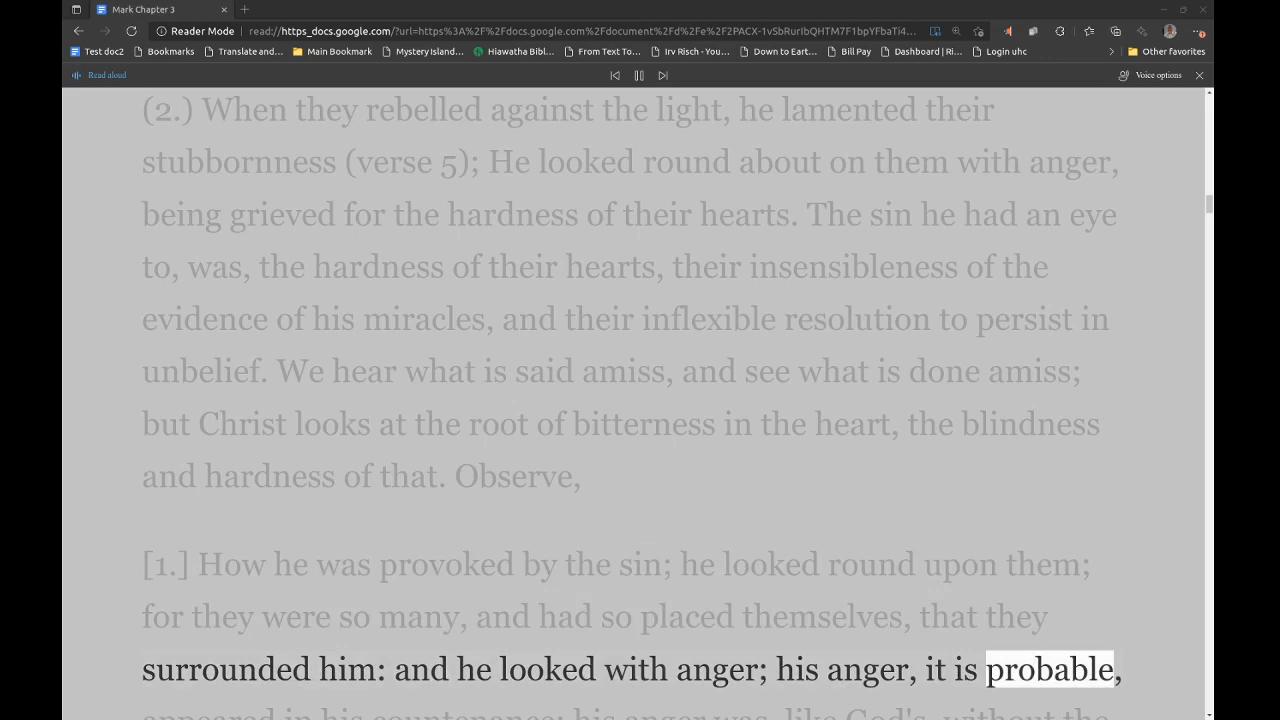 Mark Chapter 3
Reader Mode
read://https_docs.google.com/?url=https%3A%2F%2Fdocs.google.com%2Fdocument%2Fd%2Fe%2F2PACX-1vSbRurIbQHTM7F1bpYFbaTi4...
Test doc2 Bookmarks Translate and... Main Bookmark Mystery Island... Hiawatha Bibl... From Text To... Irv Risch - You... Down to Eart... Bill Pay Dashboard | Ri... Login uhc Other favorites
Read aloud Voice options
(2.) When they rebelled against the light, he lamented their
stubbornness (verse 5); He looked round about on them with anger,
being grieved for the hardness of their hearts. The sin he had an eye
to, was, the hardness of their hearts, their insensibleness of the
evidence of his miracles, and their inflexible resolution to persist in
unbelief. We hear what is said amiss, and see what is done amiss;
but Christ looks at the root of bitterness in the heart, the blindness
and hardness of that. Observe,
[1.] How he was provoked by the sin; he looked round upon them;
for they were so many, and had so placed themselves, that they
surrounded him: and he looked with anger; his anger, it is probable,
appeared in his countenance: his anger was, like God's, without the